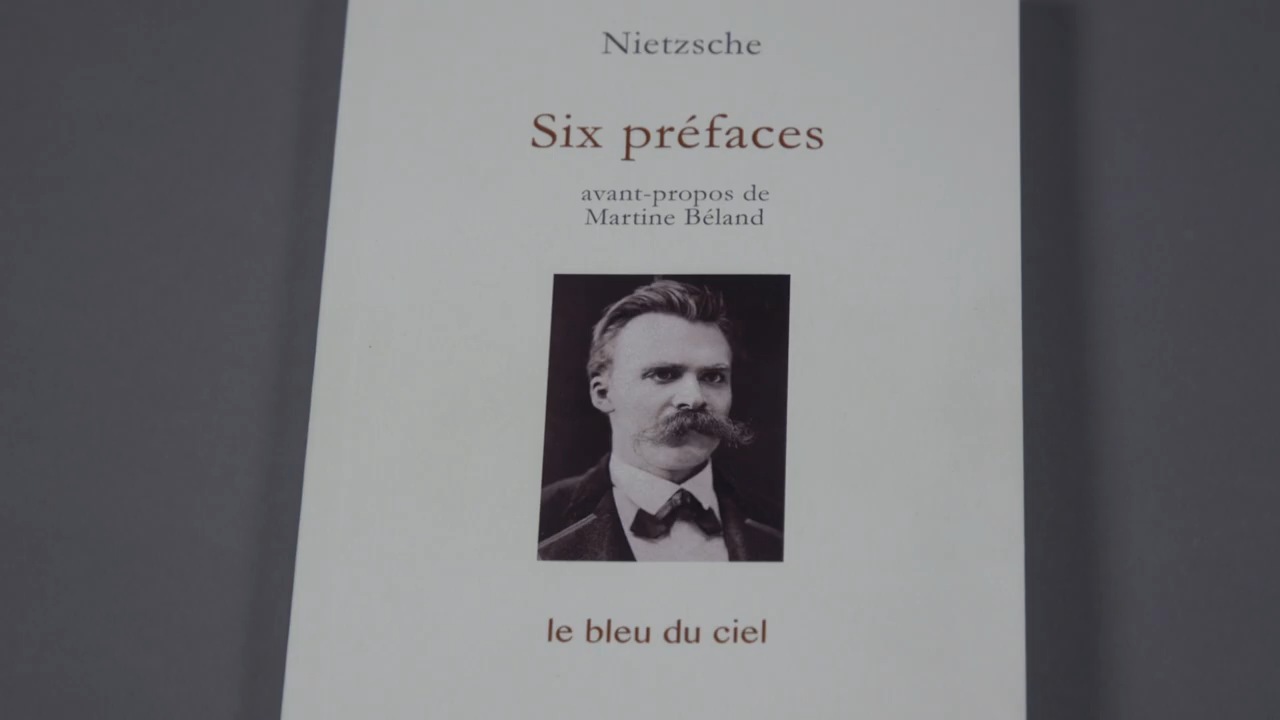 Nietzsche
Six préfaces
avant-propos de
Martine Béland
le bleu du ciel